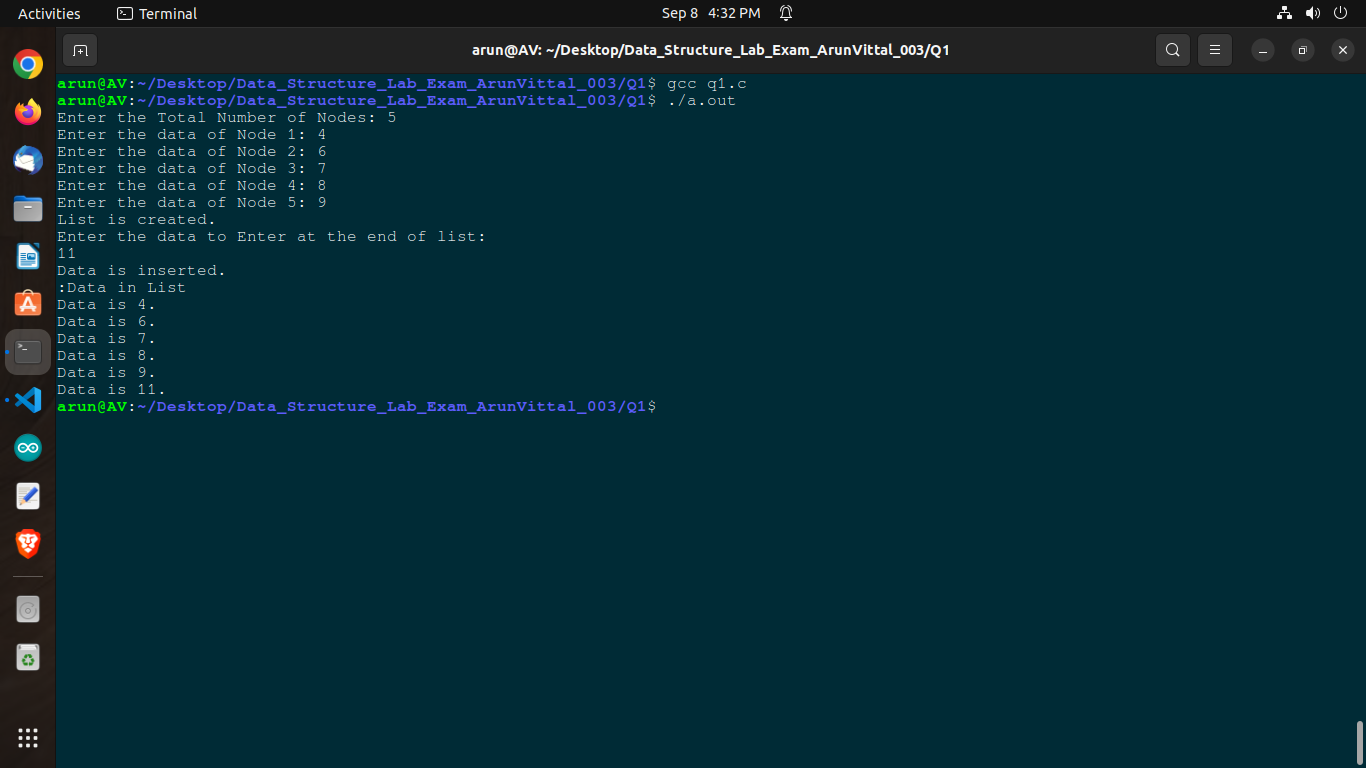 Activities
Terminal
Sep 8 4:32 PM
arun@AV: ~/Desktop/Data_Structure_Lab_Exam_ArunVittal_003/Q1
arun@AV:~/Desktop/Data_Structure_Lab_Exam_ArunVittal_003/Q1$ gcc q1.c
arun@AV:~/Desktop/Data_Structure_Lab_Exam_ArunVittal_003/Q1$ ./a.out
Enter the Total Number of Nodes: 5
Enter the data of Node 1: 4
Enter the data of Node 2: 6
Enter the data of Node 3: 7
Enter the data of Node 4: 8
Enter the data of Node 5: 9
List is created.
Enter the data to Enter at the end of list:
11
Data is inserted.
:Data in List
Data is 4.
Data is 6.
Data is 7.
Data is 8.
Data is 9.
Data is 11.
arun@AV:~/Desktop/Data_Structure_Lab_Exam_ArunVittal_003/Q1$